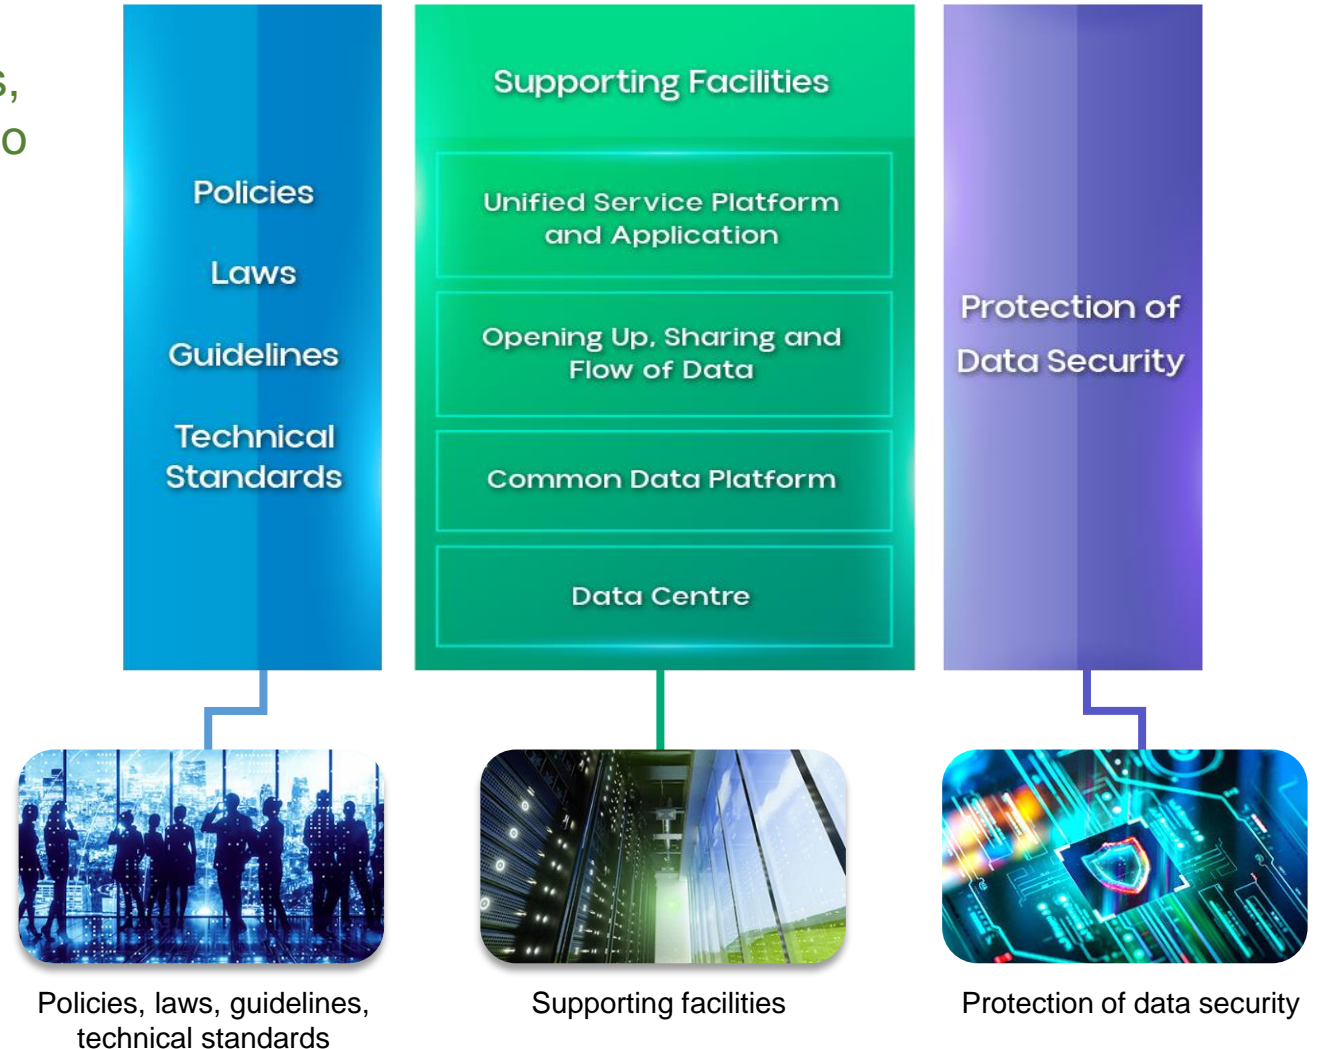 s,
o
Policies
Laws
Guidelines
Technical
Standards
Supporting Facilities
Unified Service Platform
and Application
Opening Up, Sharing and
Flow of Data
Common Data Platform
Data Centre
Protection of
Data Security
Policies, laws, guidelines,
technical standards
Supporting facilities
Protection of data security